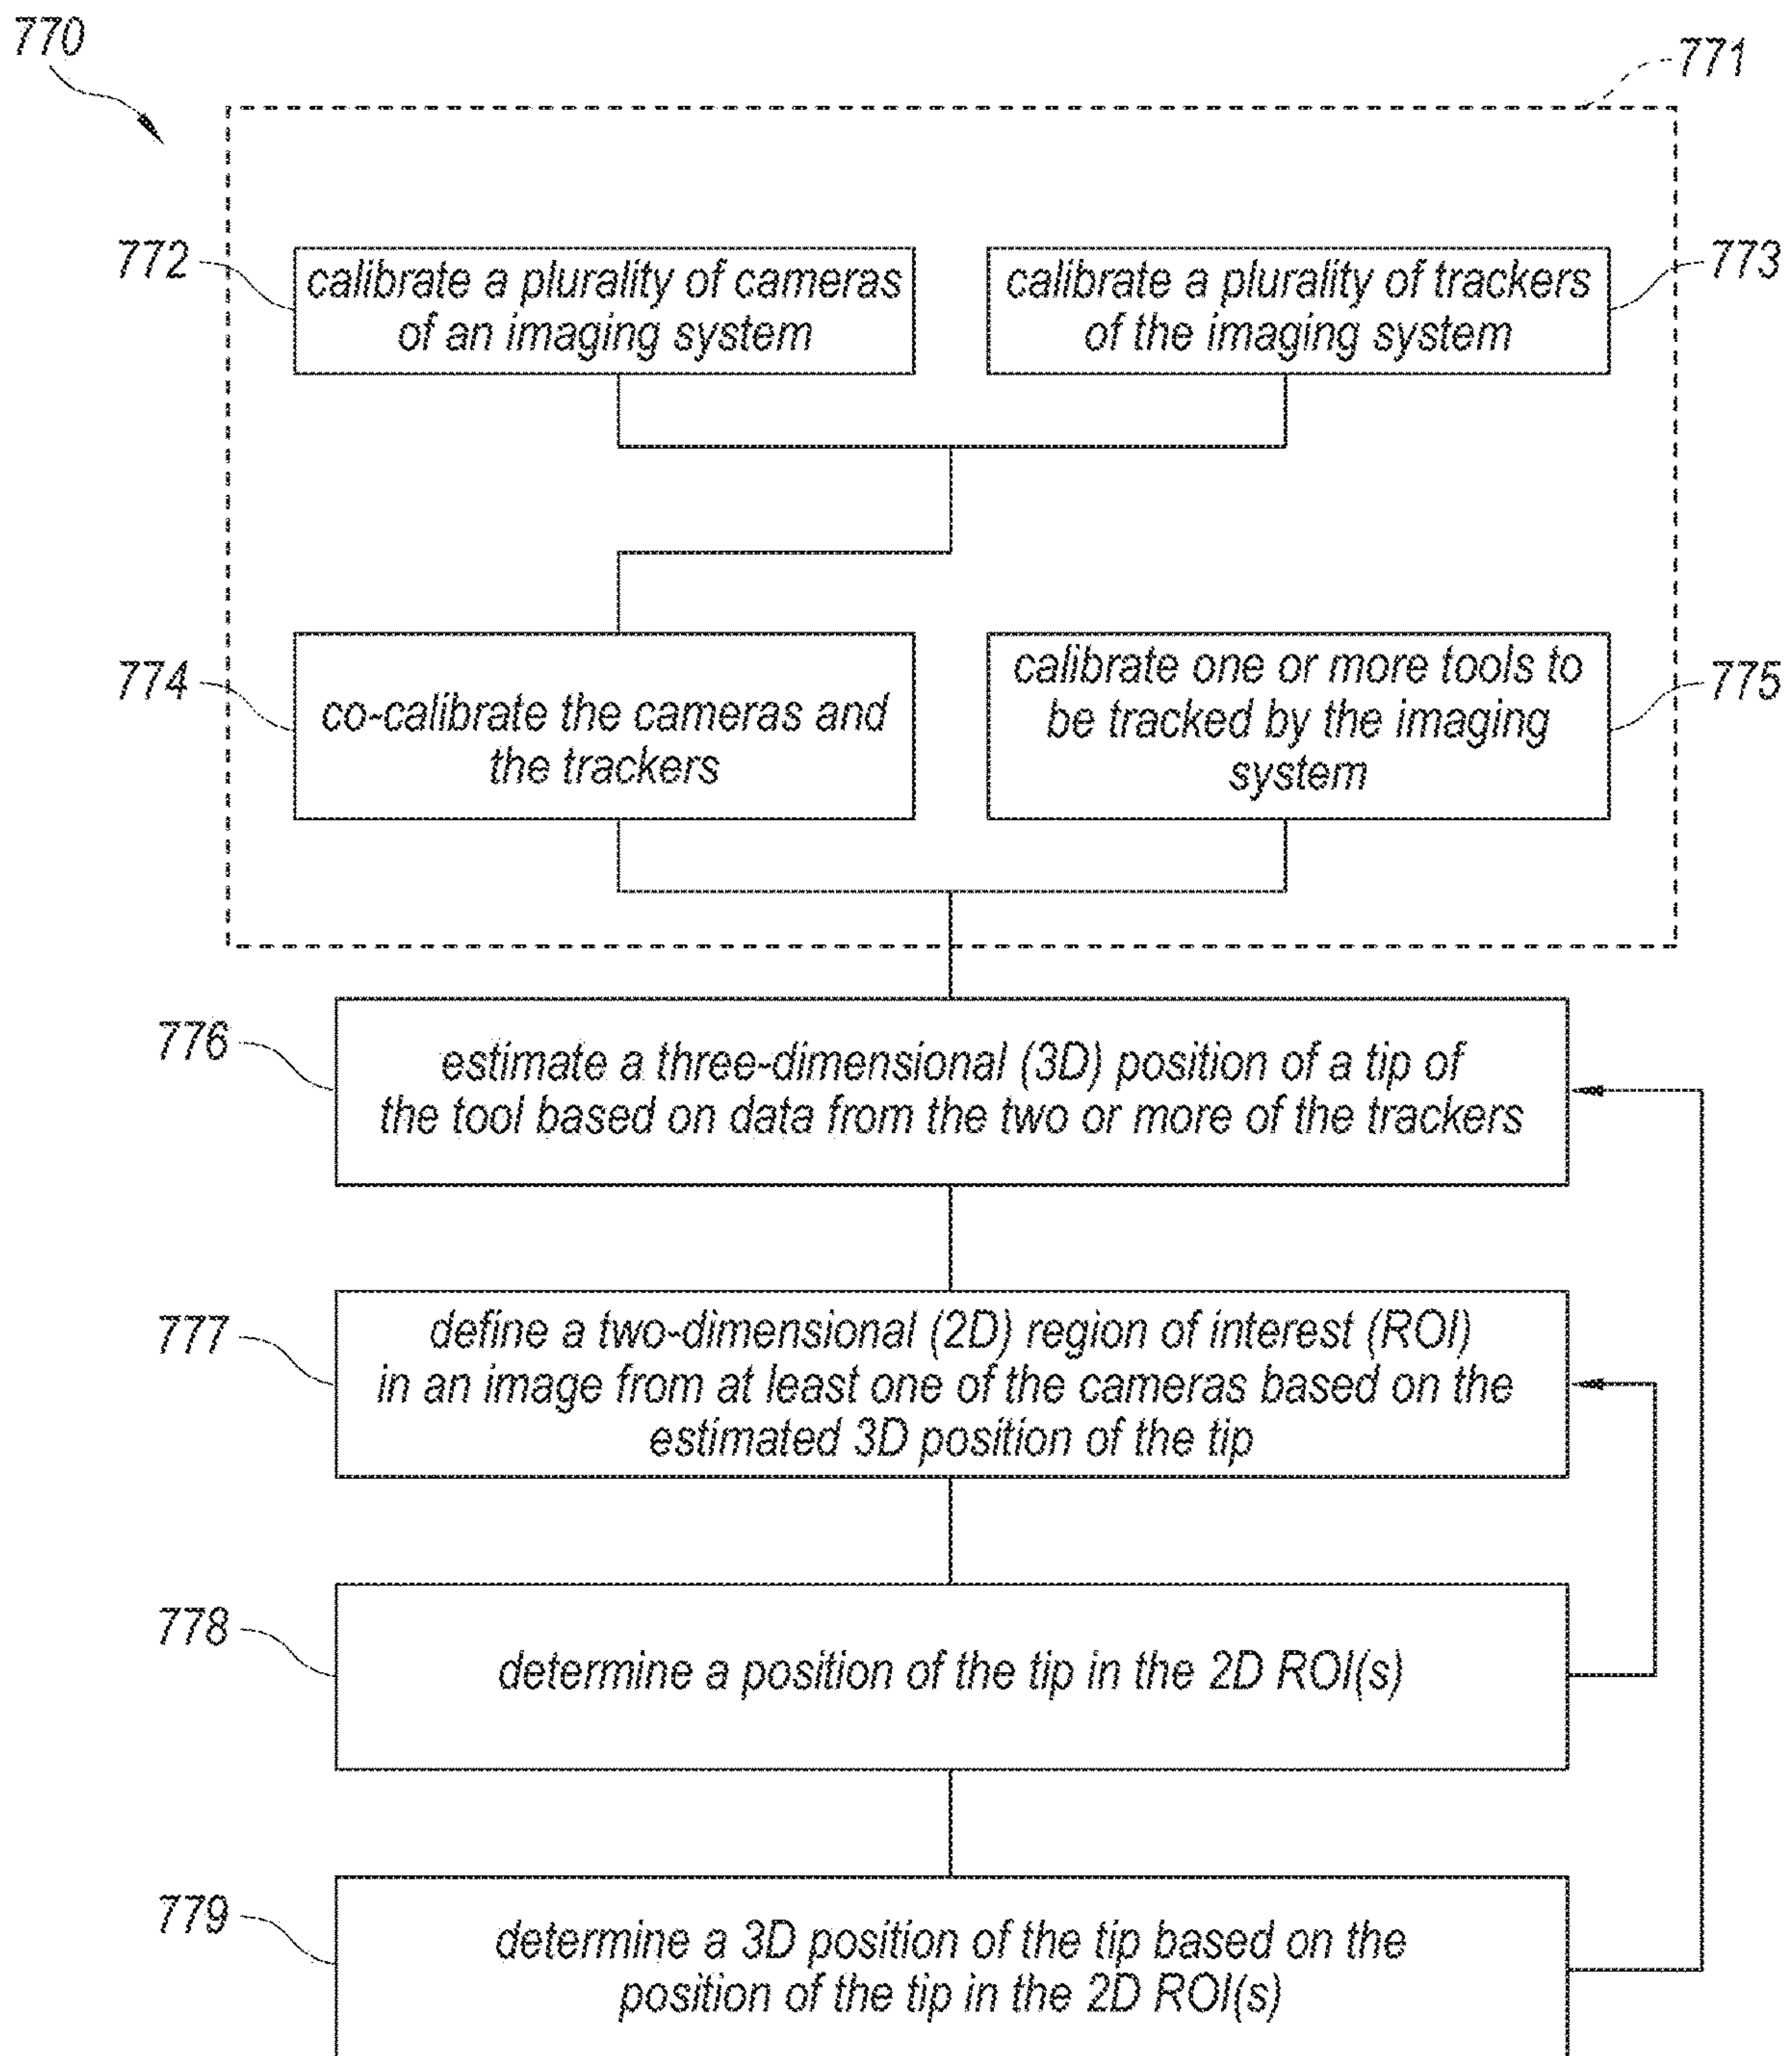 770
771
772
calibrate a plurality of cameras
of an imaging system
calibrate a plurality of trackers
of the imaging system
773
774
co-calibrate the cameras and
the trackers
calibrate one or more tools to
be tracked by the imaging
system
775
776
estimate a three-dimensional (3D) position of a tip of
the tool based on data from the two or more of the trackers
777
define a two-dimensional (2D) region of interest (ROI)
in an image from at least one of the cameras based on the
estimated 3D position of the tip
778
determine a position of the tip in the 2D ROI(s)
779
determine a 3D position of the tip based on the
position of the tip in the 2D ROI(s)